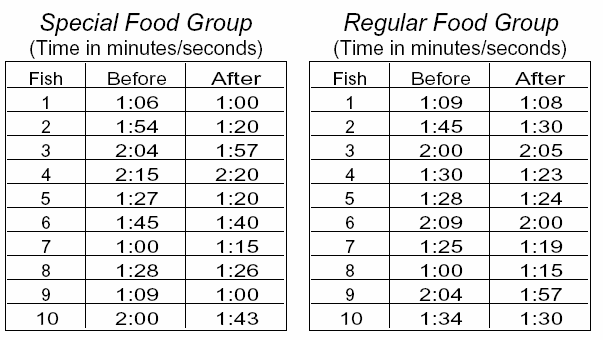 Special Food Group
(Time in minutes/seconds)
Fish Before After
1 1:06 1:00
2 1:54 1:20
3 2:04 1:57
4 2:15 2:20
5 1:27 1:20
6 1:45 1:40
7 1:00 1:15
8 1:28 1:26
9 1:09 1:00
10 2:00 1:43
Regular Food Group
(Time in minutes/seconds)
Fish Before After
1 1:09 1:08
2 1:45 1:30
3 2:00 2:05
4 1:30 1:23
5 1:28 1:24
6 2:09 2:00
7 1:25 1:19
8 1:00 1:15
9 2:04 1:57
10 1:34 1:30